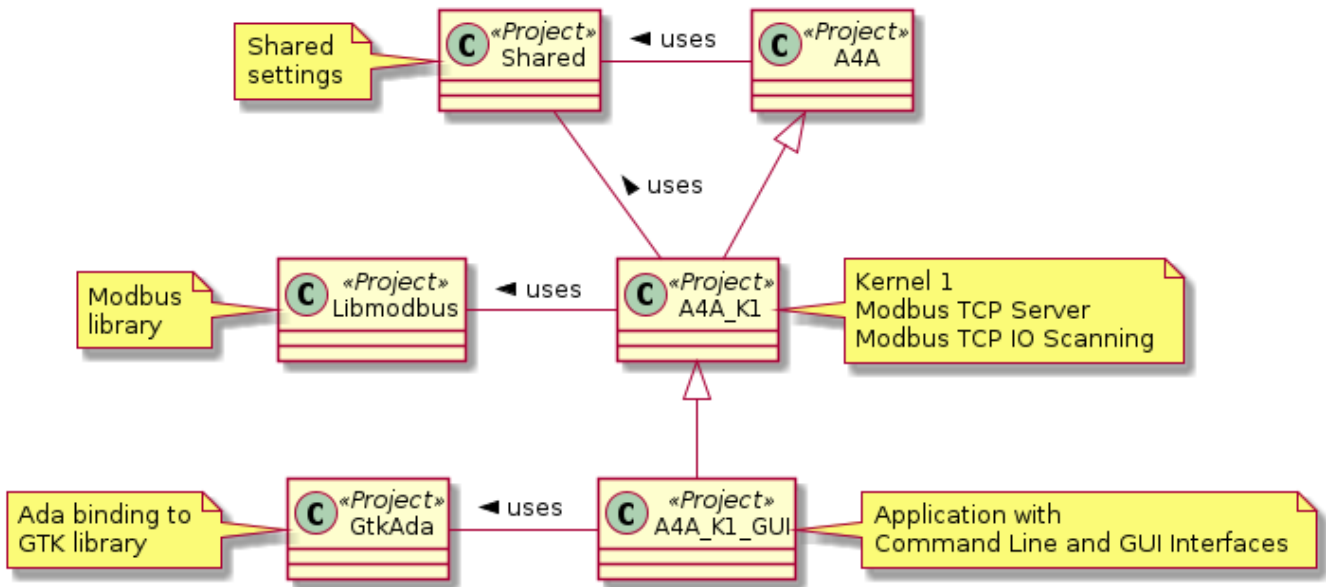 Shared
settings
C
«Project»
Shared
◄ uses
C
«Project»
A4A
uses
Modbus
library
C
«Project»
Libmodbus
◄ uses
C
«Project»
A4A_K1
Kernel 1
Modbus TCP Server
Modbus TCP IO Scanning
Ada binding to
GTK library
C
«Project»
GtkAda
◄ uses
C
«Project»
A4A_K1_GUI
Application with
Command Line and GUI Interfaces